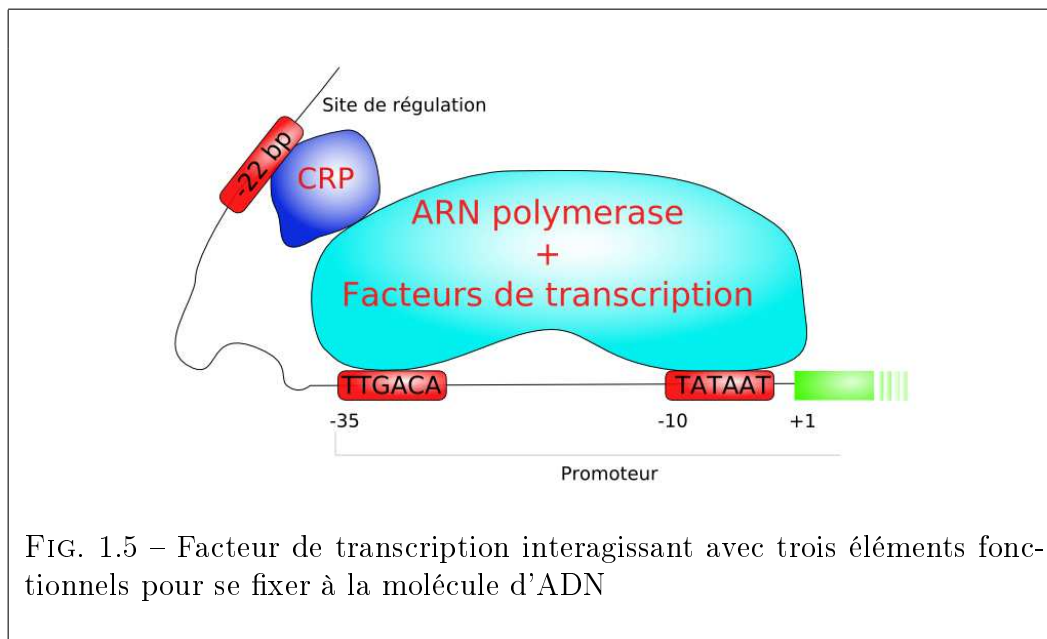 Site de régulation
-22 bp
CRP
ARN polymerase
+
Facteurs de transcription
TTGACA
TATAAT
-35
-10
+1
Promoteur
FIG. 1.5 – Facteur de transcription interagissant avec trois éléments fonc-
tionnels pour se fixer à la molécule d'ADN